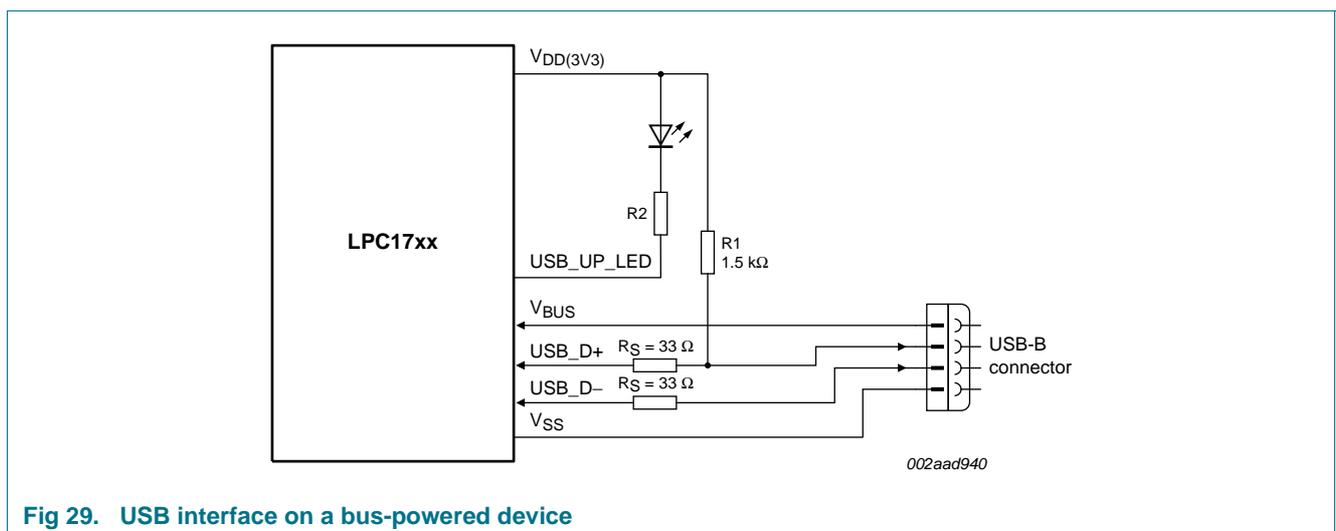 VDD(3V3)
R2
LPC17xx
R1
1.5 kΩ
USB_UP_LED
VBUS
USB_D+ RS = 33 Ω
USB_D− RS = 33 Ω
VSS
USB-B
connector
002aad940
Fig 29. USB interface on a bus-powered device